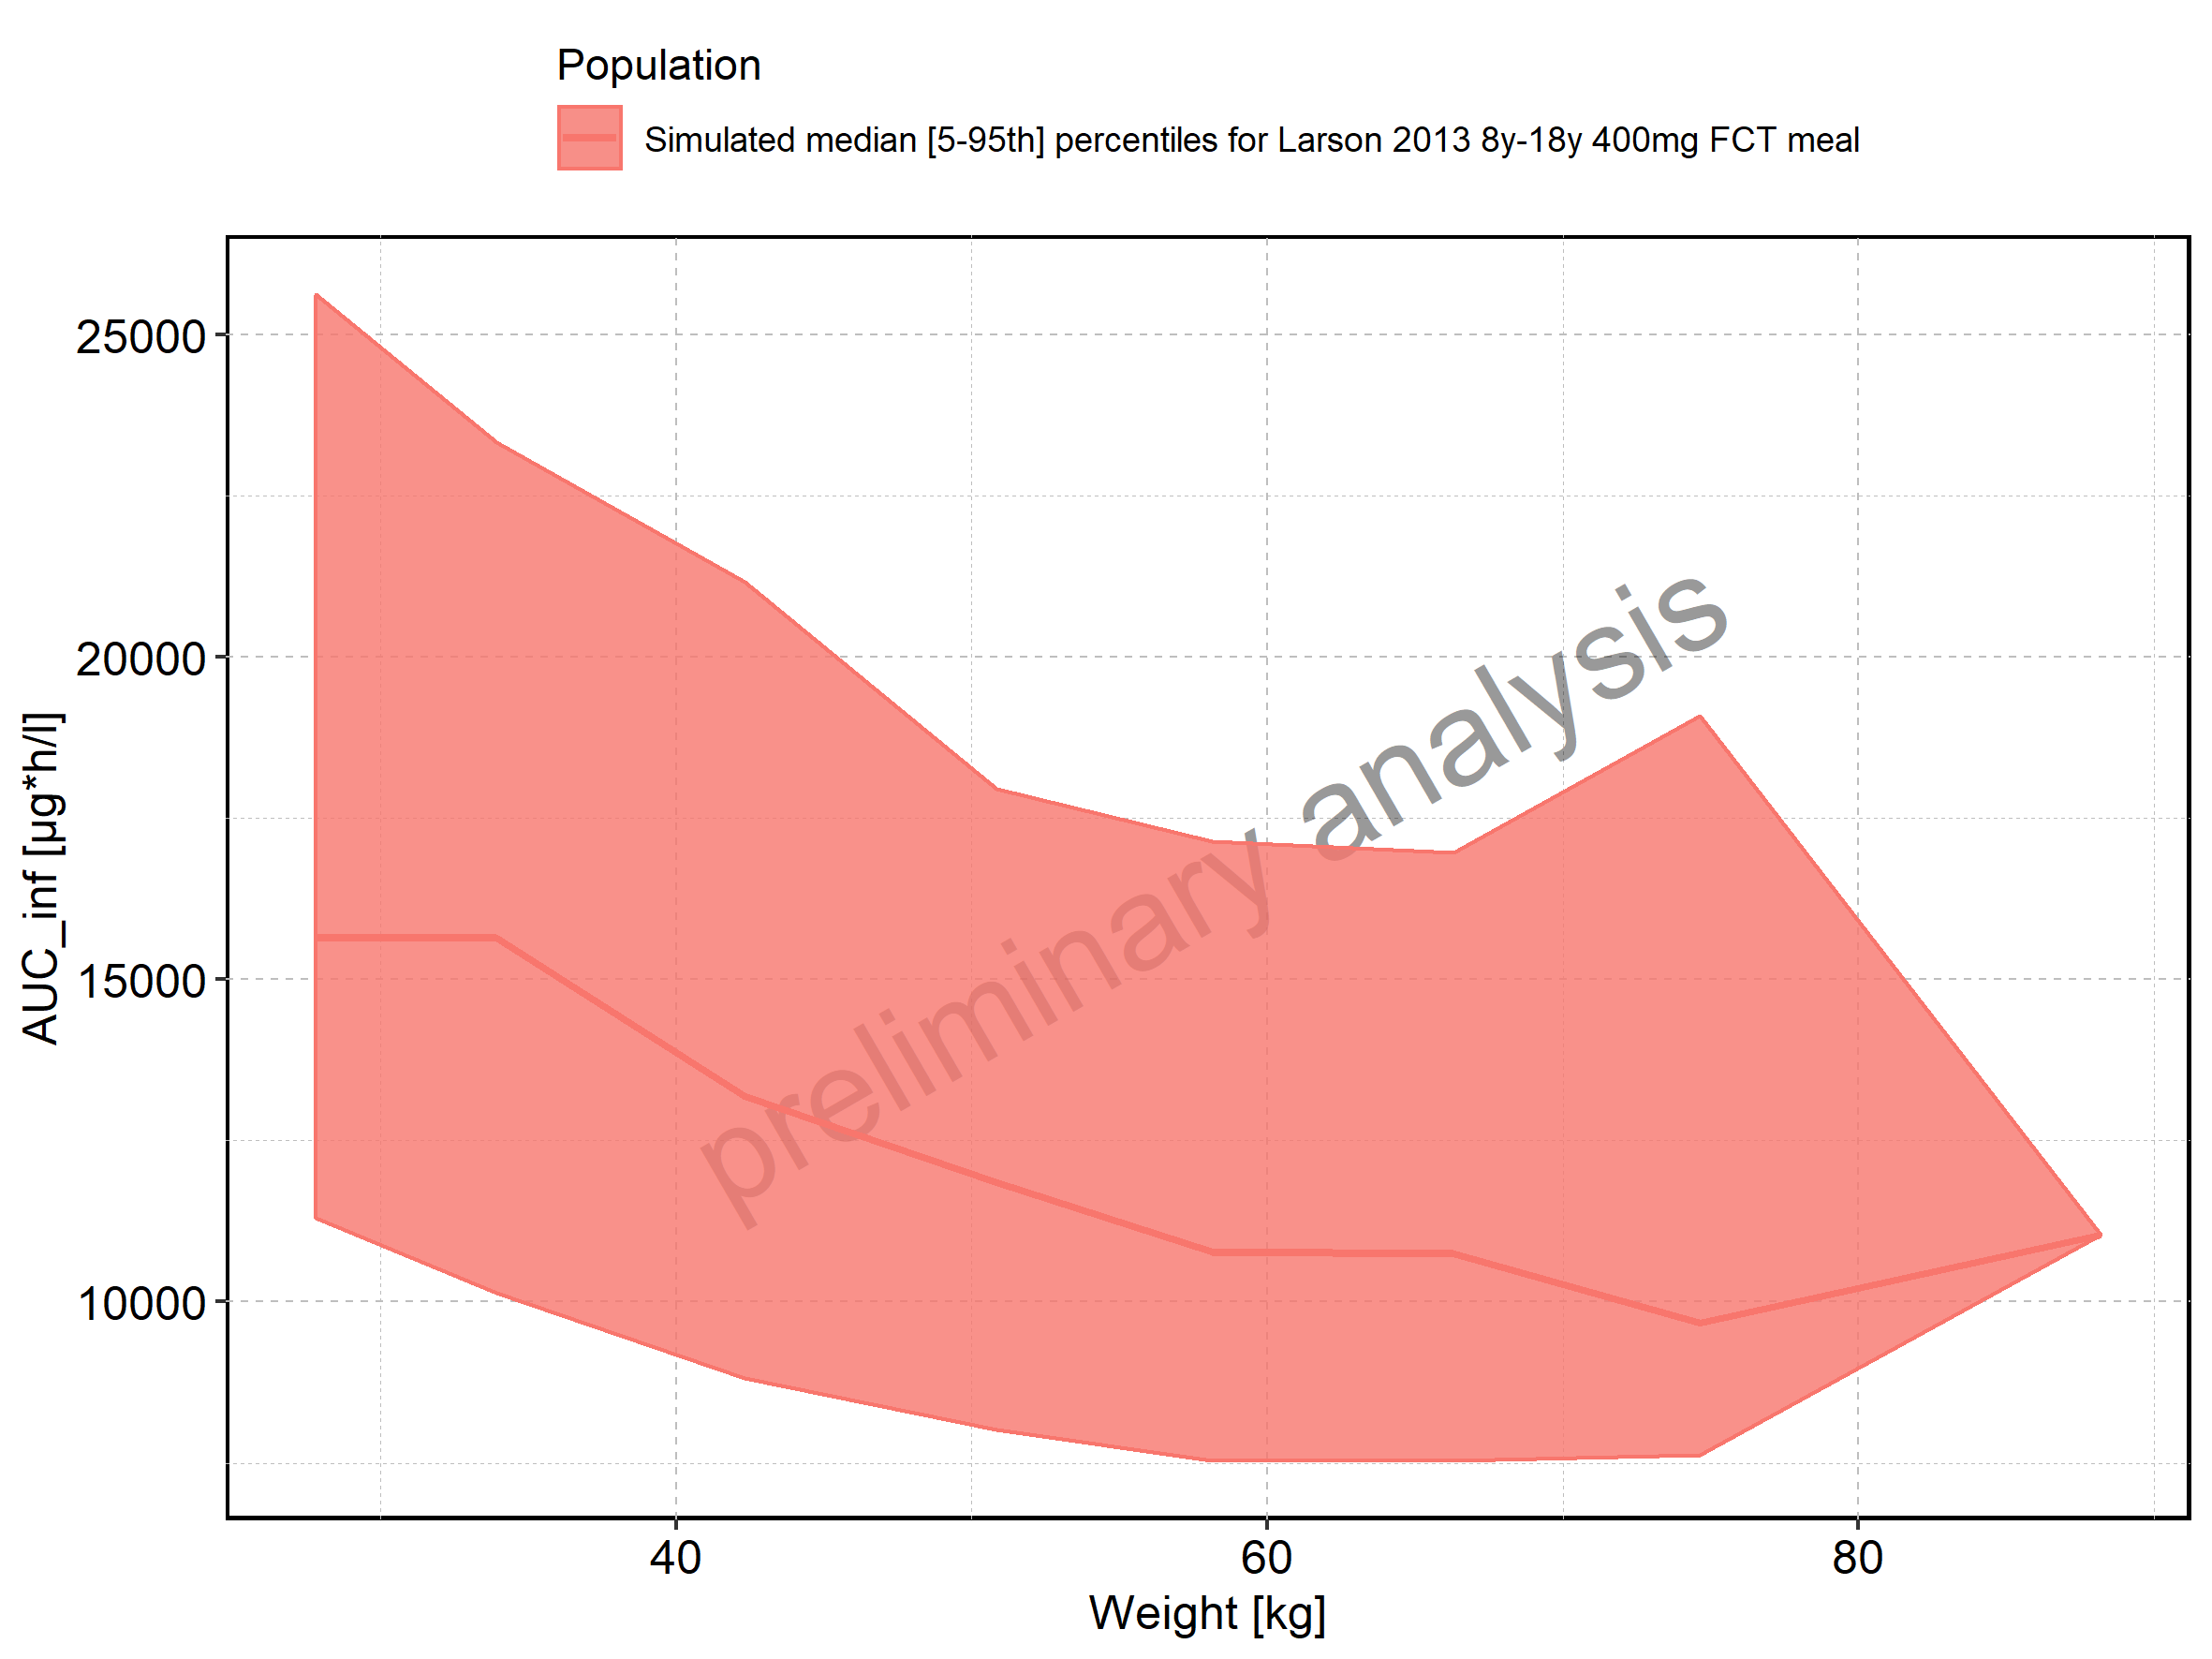 Population
Simulated median [5-95th] percentiles for Larson 2013 8y-18y 400mg FCT meal
25000
20000
15000
10000
AUC_inf [µg*h/l]
preliminary analysis
40 60 80
Weight [kg]